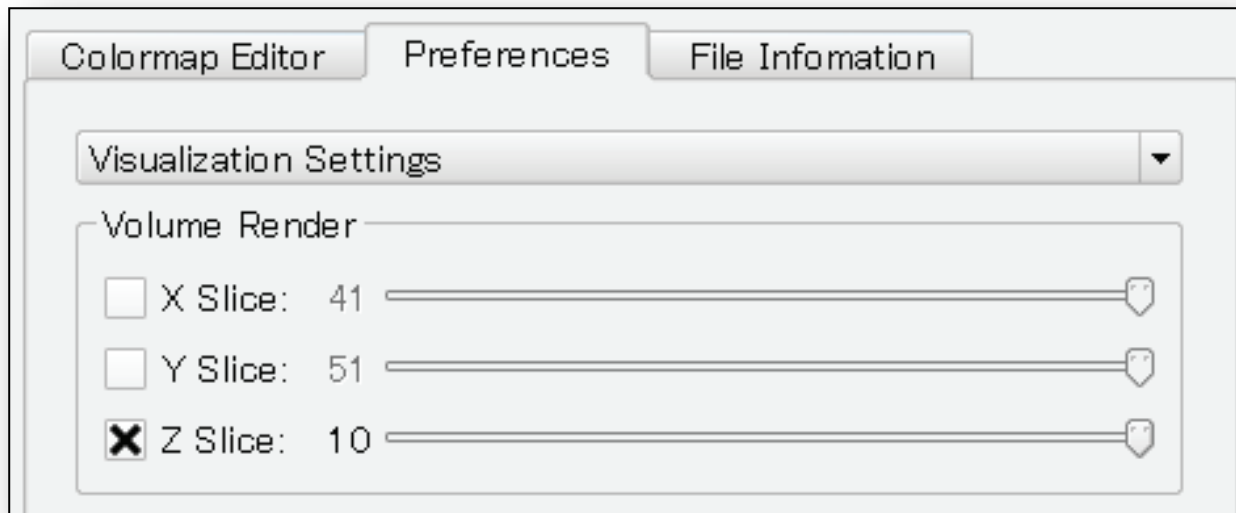 Colormap Editor Preferences File Infomation
Visualization Settings
Volume Render
X Slice: 41
Y Slice: 51
Z Slice: 10